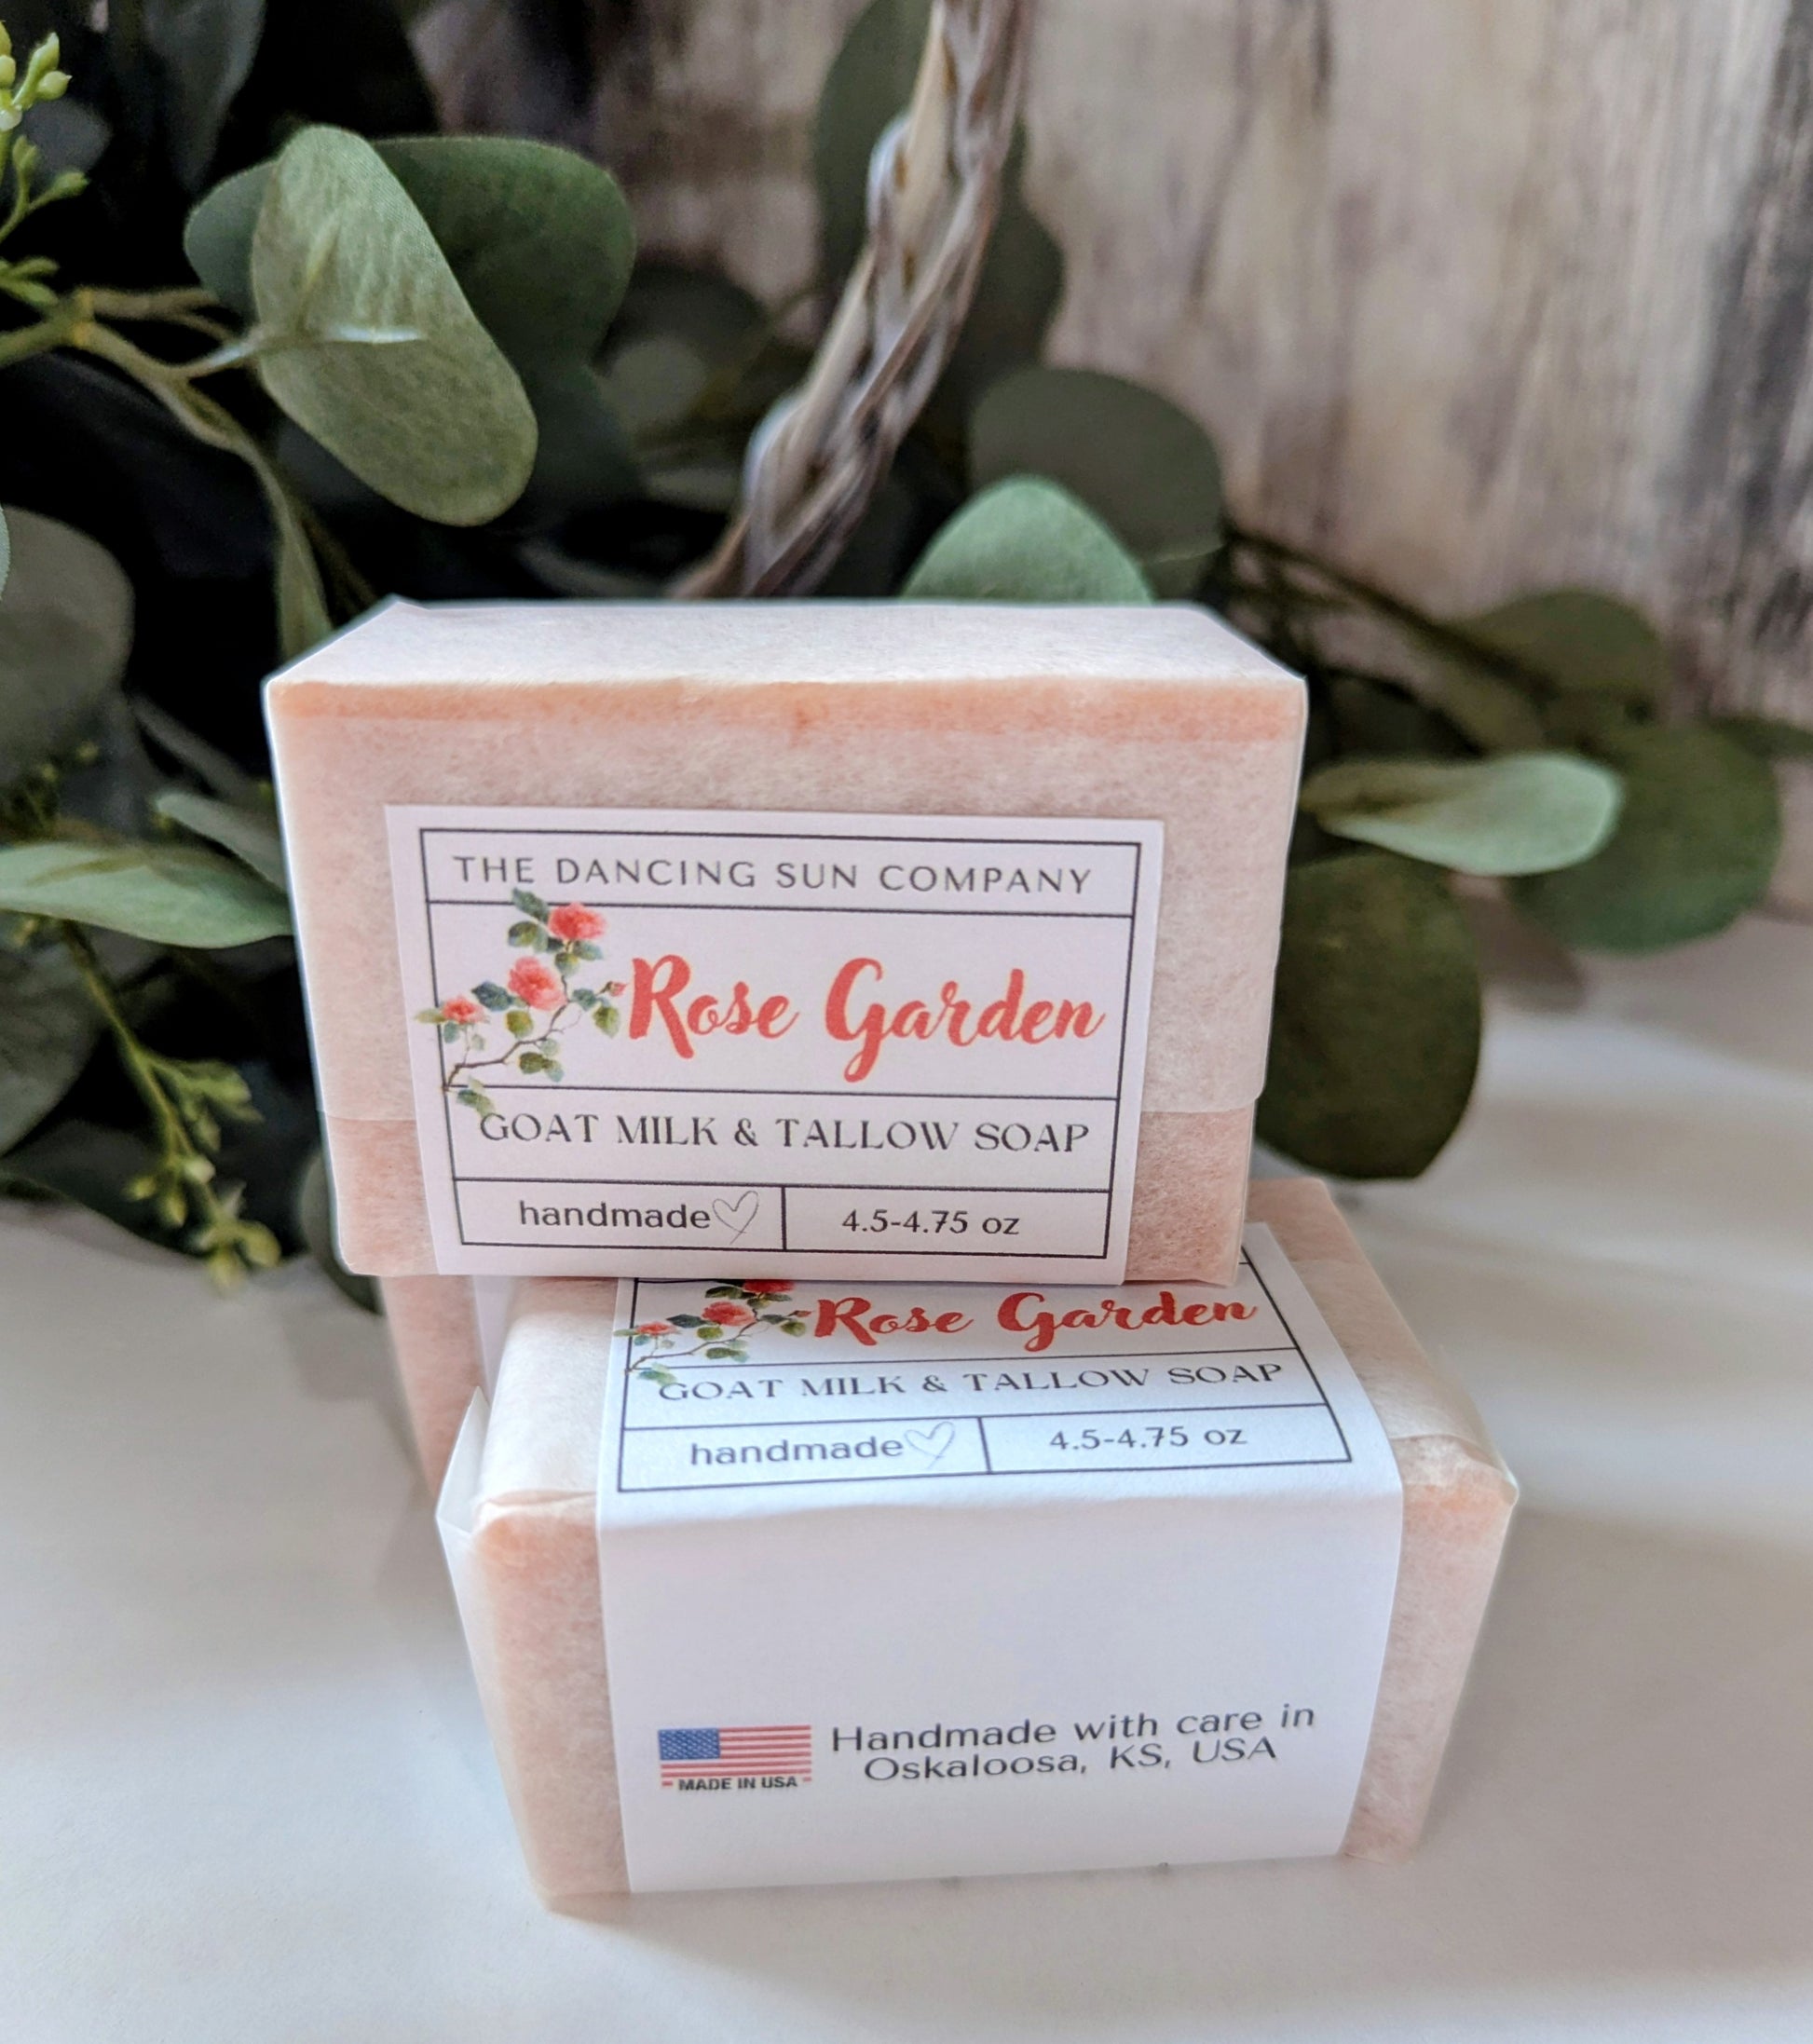 THE DANCING SUN COMPANY
Rose Garden
GOAT MILK & TALLOW SOAP
handmade
4.5-4.75 oz
Rose Garden
GOAT MILK & TALLOW SOAP
handmade
4.5-4.75 oz
MADE IN USA
Handmade with care in
Oskaloosa, KS, USA